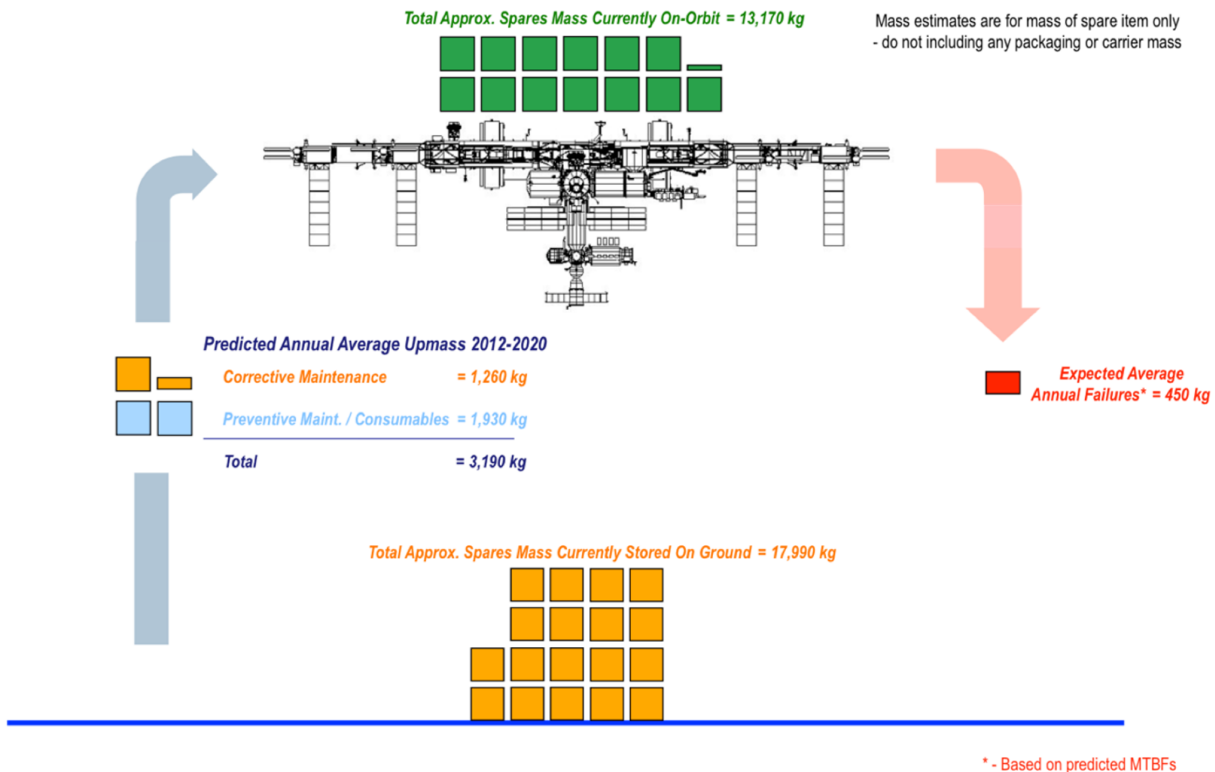 Total Approx. Spares Mass Currently On-Orbit = 13,170 kg
Mass estimates are for mass of spare item only
- do not including any packaging or carrier mass
Predicted Annual Average Upmass 2012-2020
Corrective Maintenance = 1,260 kg
Preventive Maint. / Consumables = 1,930 kg
Total = 3,190 kg
Expected Average
Annual Failures* = 450 kg
Total Approx. Spares Mass Currently Stored On Ground = 17,990 kg
* - Based on predicted MTBFs